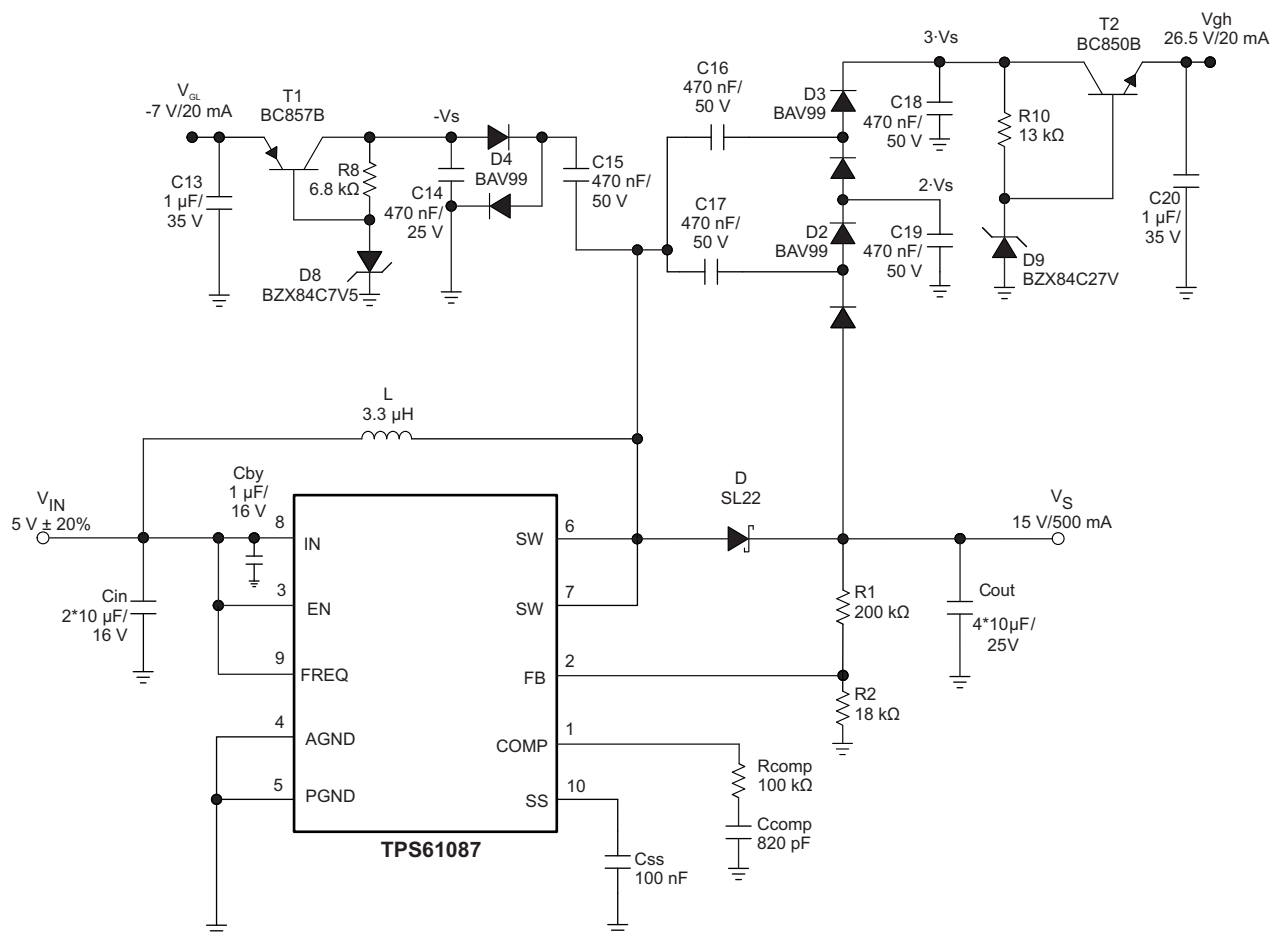 V_GL
-7 V/20 mA
T1
BC857B
-Vs
C13
1 µF/
35 V
R8
6.8 kΩ
C14
470 nF/
25 V
D4
BAV99
D8
BZX84C7V5
C15
470 nF/
50 V
C16
470 nF/
50 V
C17
470 nF/
50 V
D3
BAV99
D2
BAV99
3·Vs
C18
470 nF/
50 V
2·Vs
C19
470 nF/
50 V
R10
13 kΩ
D9
BZX84C27V
T2
BC850B
Vgh
26.5 V/20 mA
C20
1 µF/
35 V
L
3.3 µH
V_IN
5 V ± 20%
Cin
2*10 µF/
16 V
Cby
1 µF/
16 V
8
IN
3
EN
9
FREQ
4
AGND
5
PGND
6
SW
7
SW
2
FB
1
COMP
10
SS
TPS61087
D
SL22
V_S
15 V/500 mA
R1
200 kΩ
R2
18 kΩ
Cout
4*10µF/
25V
Rcomp
100 kΩ
Ccomp
820 pF
Css
100 nF